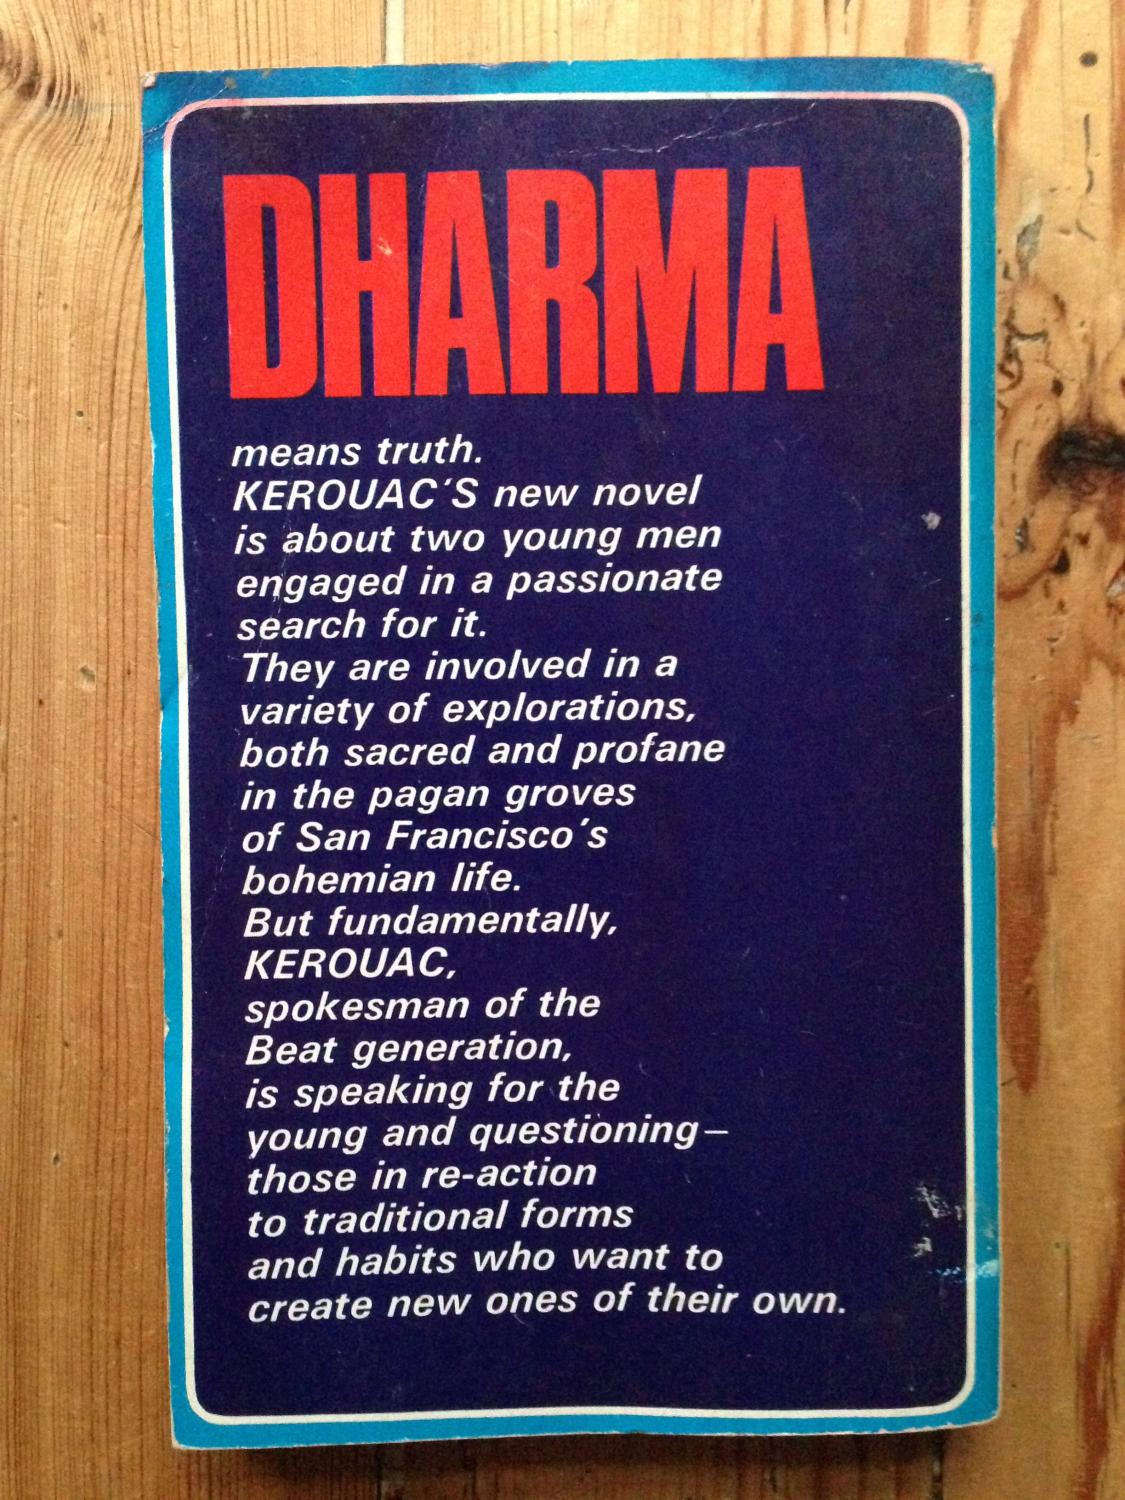 DHARMA
means truth.
KEROUAC'S new novel
is about two young men
engaged in a passionate
search for it.
They are involved in a
variety of explorations,
both sacred and profane
in the pagan groves
of San Francisco's
bohemian life.
But fundamentally,
KEROUAC,
spokesman of the
Beat generation,
is speaking for the
young and questioning—
those in re-action
to traditional forms
and habits who want to
create new ones of their own.